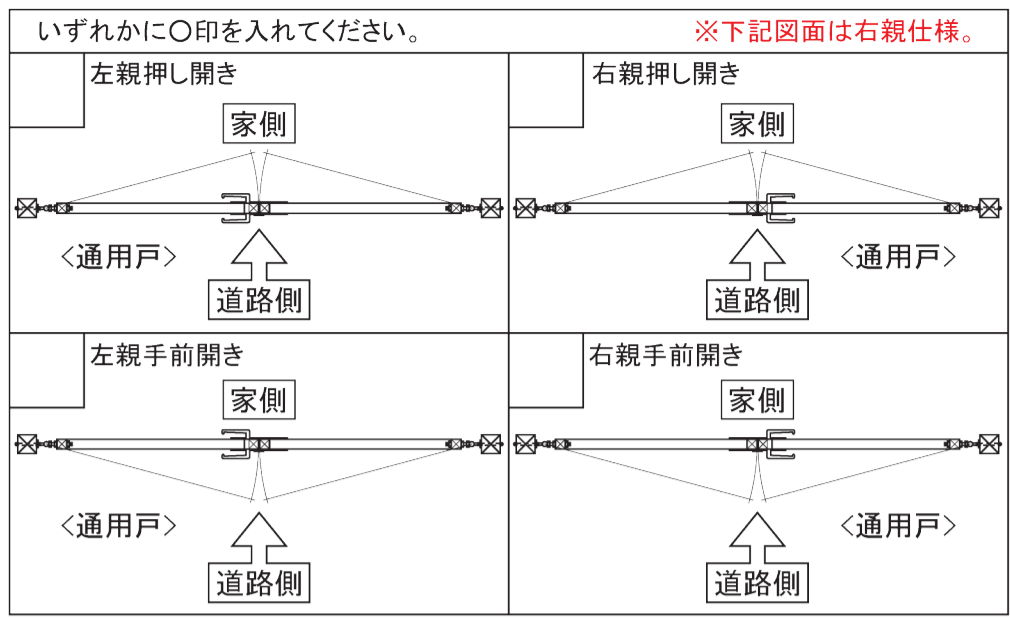 いずれかに〇印を入れてください。
※下記図面は右親仕様。
左親押し開き
家側
<通用戸>
道路側
右親押し開き
家側
<通用戸>
道路側
左親手前開き
家側
<通用戸>
道路側
右親手前開き
家側
<通用戸>
道路側